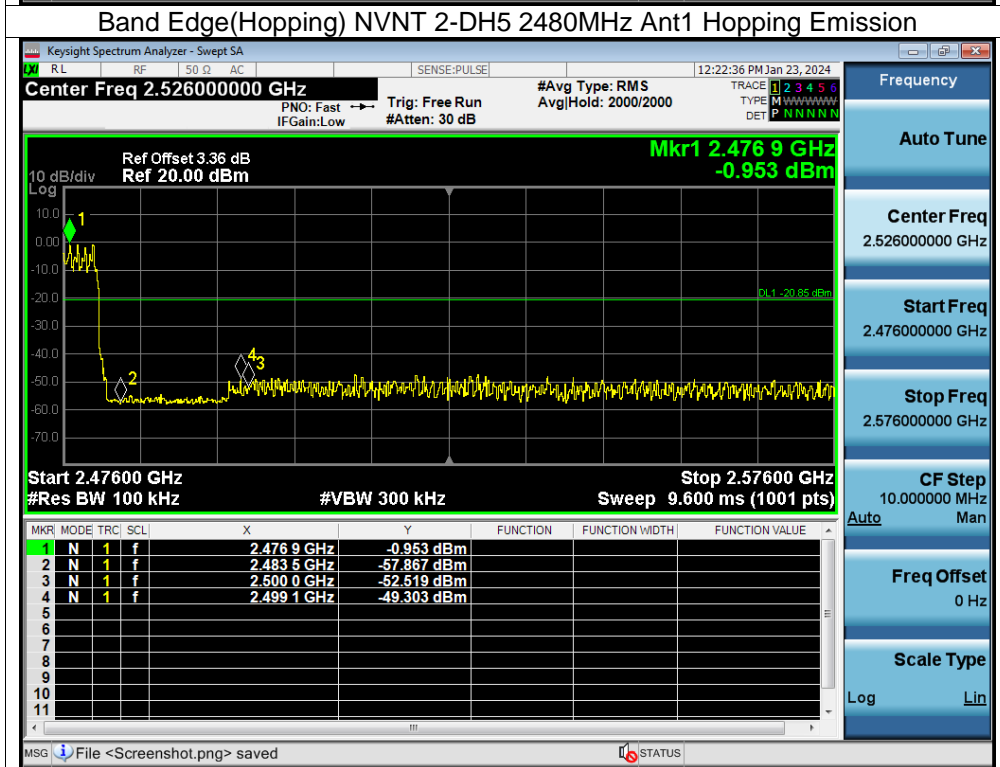 Band Edge(Hopping) NVNT 2-DH5 2480MHz Ant1 Hopping Emission
Keysight Spectrum Analyzer - Swept SA
LXI RL RF 50 Ω AC SENSE:PULSE 12:22:36 PM Jan 23, 2024
Center Freq 2.526000000 GHz
PNO: Fast
IFGain:Low
Trig: Free Run
#Atten: 30 dB
#Avg Type: RMS
Avg|Hold: 2000/2000
TRACE 1 2 3 4 5 6
TYPE M W W W W W
DET P N N N N N
Ref Offset 3.36 dB
Ref 20.00 dBm
10 dB/div
Log
Mkr1 2.476 9 GHz
-0.953 dBm
10.0
0.00
-10.0
-20.0
-30.0
-40.0
-50.0
-60.0
-70.0
1
2
4
3
DL1 -20.85 dBm
Start 2.47600 GHz Stop 2.57600 GHz
#Res BW 100 kHz #VBW 300 kHz Sweep 9.600 ms (1001 pts)
MKR MODE TRC SCL X Y FUNCTION FUNCTION WIDTH FUNCTION VALUE
1 N 1 f 2.476 9 GHz -0.953 dBm
2 N 1 f 2.483 5 GHz -57.867 dBm
3 N 1 f 2.500 0 GHz -52.519 dBm
4 N 1 f 2.499 1 GHz -49.303 dBm
5
6
7
8
9
10
11
MSG File <Screenshot.png> saved STATUS
Frequency
Auto Tune
Center Freq
2.526000000 GHz
Start Freq
2.476000000 GHz
Stop Freq
2.576000000 GHz
CF Step
10.000000 MHz
Auto Man
Freq Offset
0 Hz
Scale Type
Log Lin